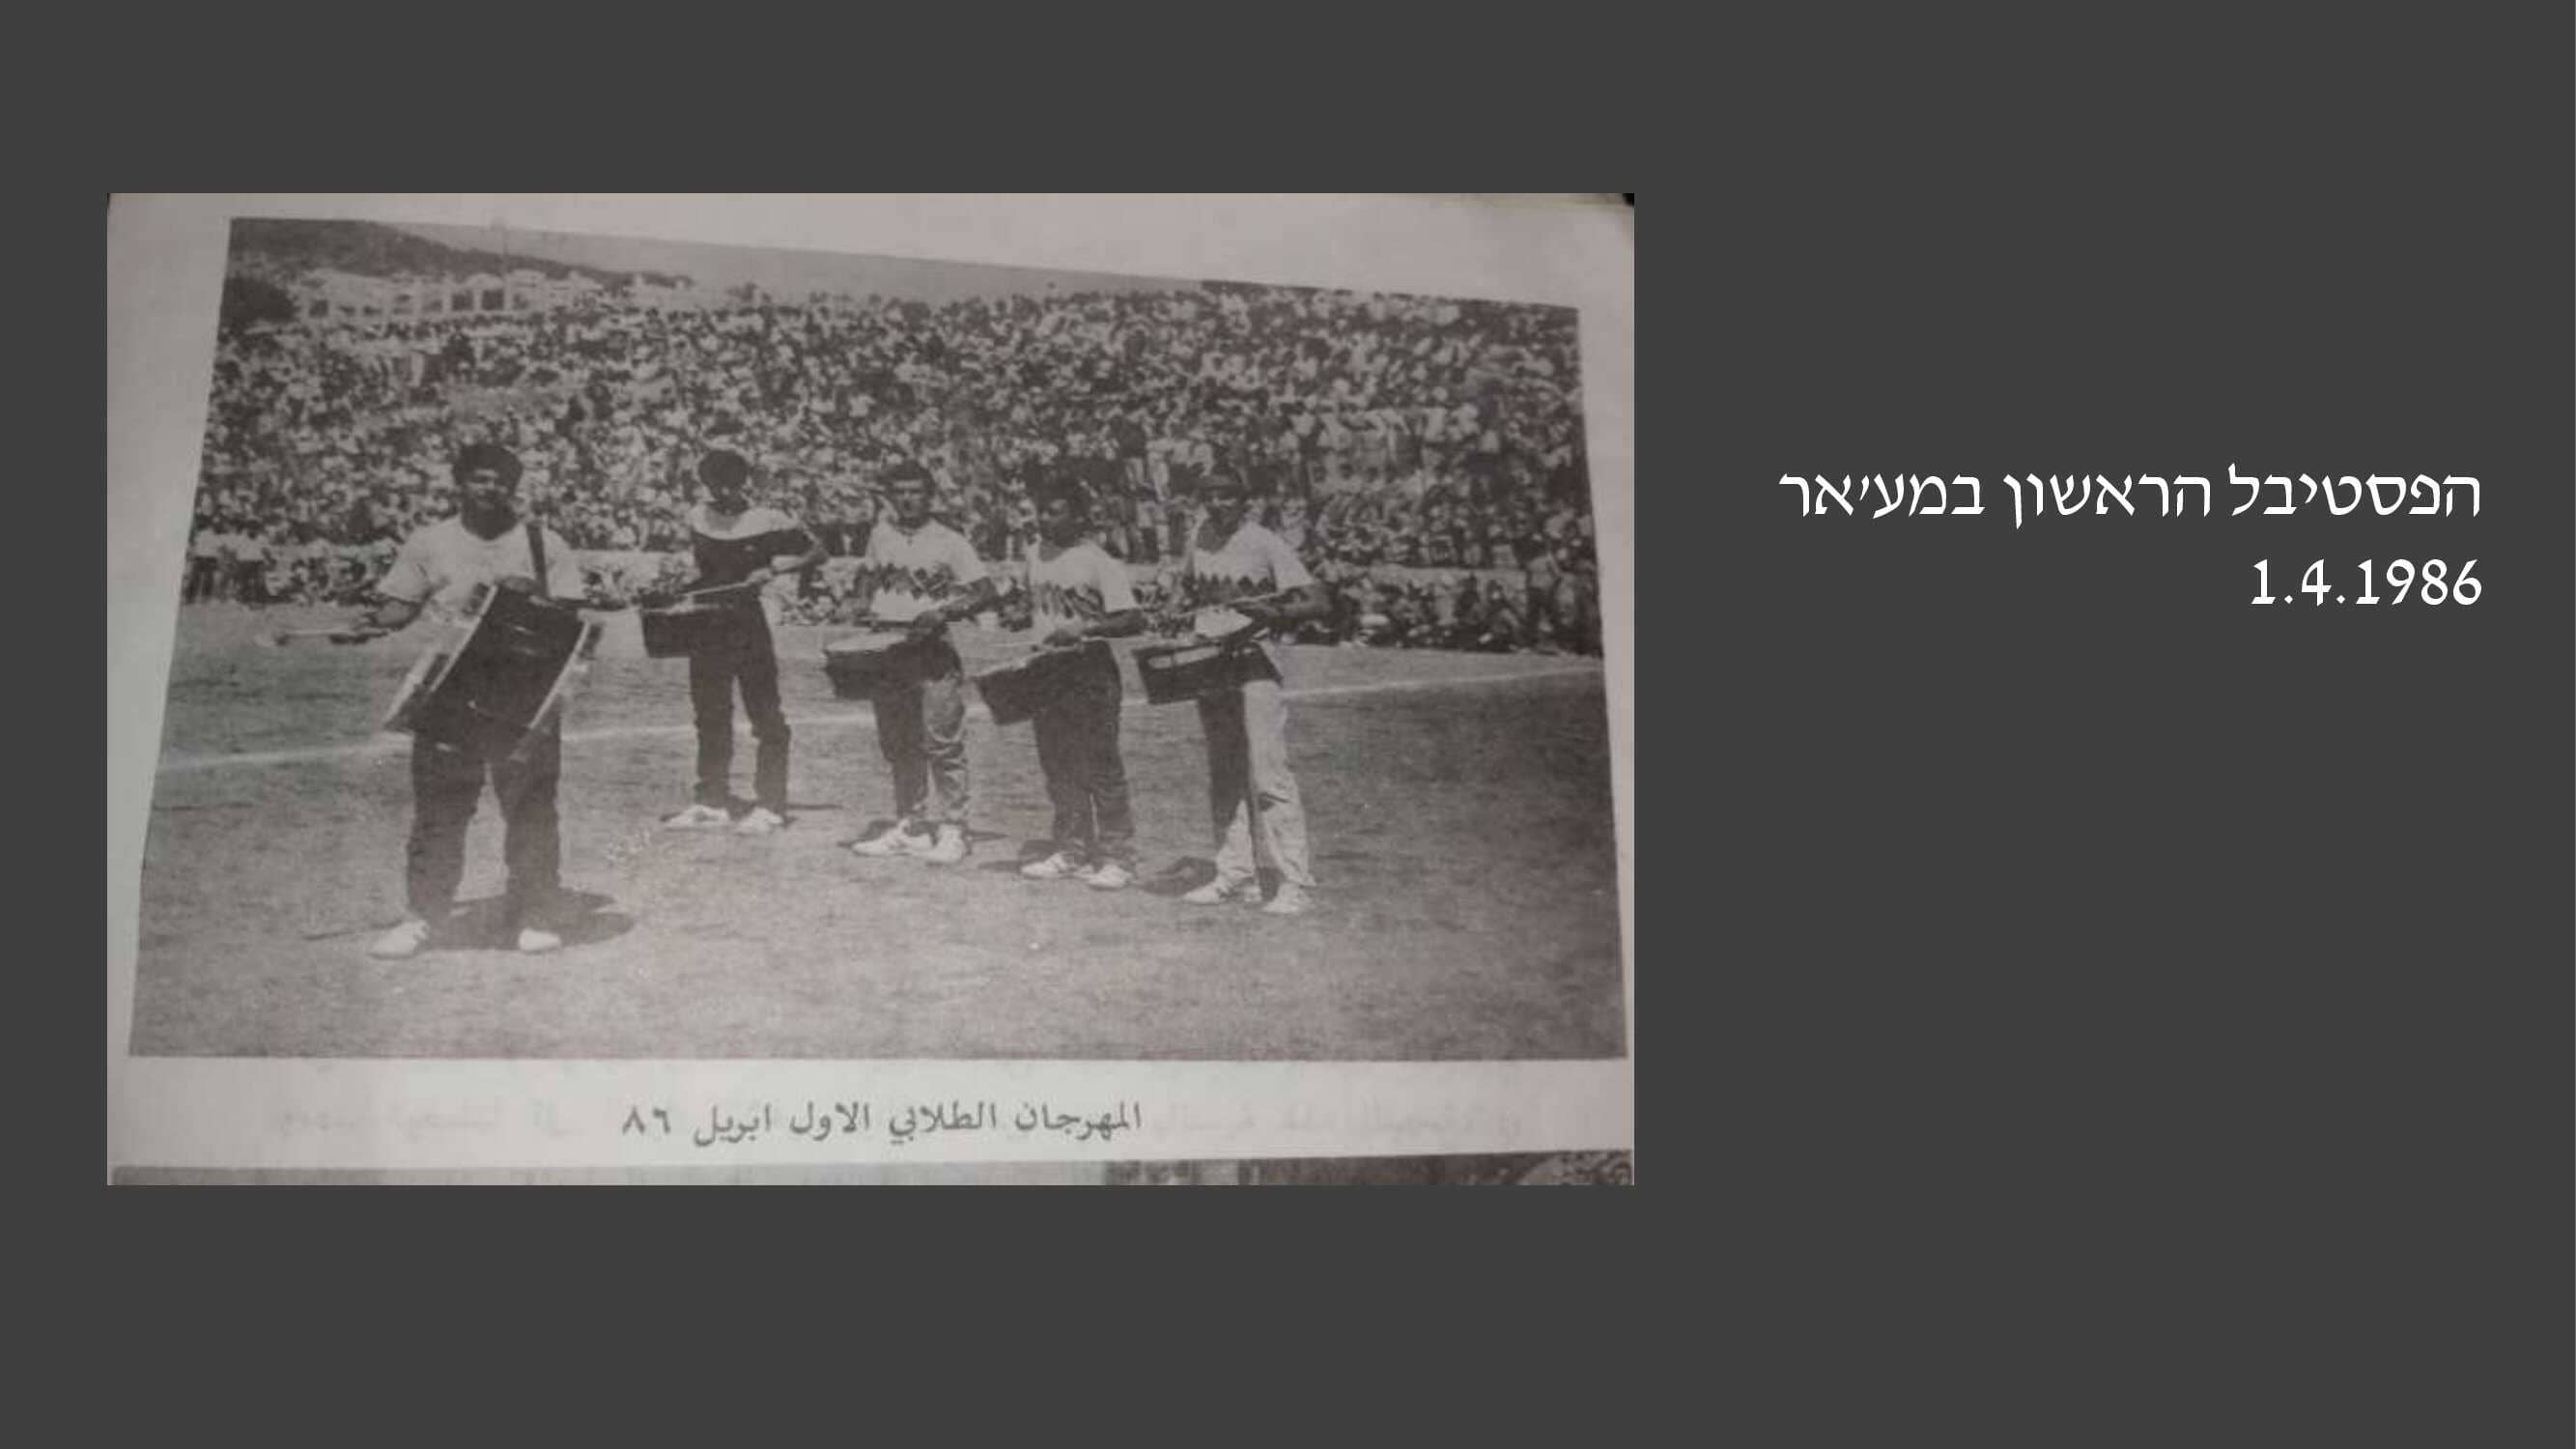 הפסטיבל הראשון במע׳אר
1.4.1986
المهرجان الطلابي الاول ابريل ٨٦